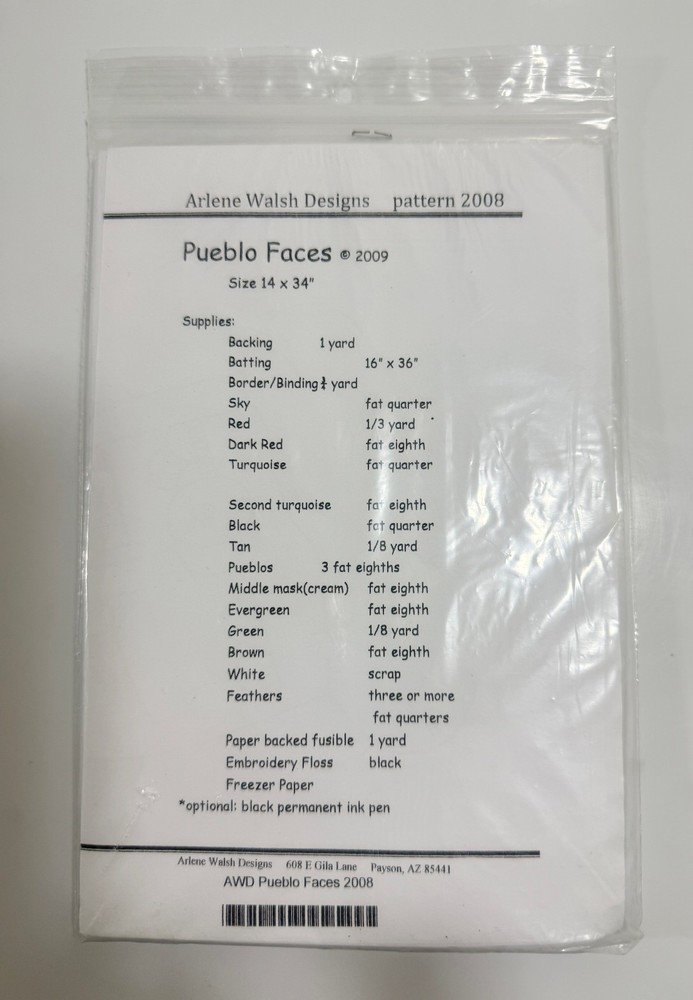 Arlene Walsh Designs pattern 2008
Pueblo Faces © 2009
Size 14 x 34"
Supplies:
Backing 1 yard
Batting 16" x 36"
Border/Binding yard
Sky fat quarter
Red 1/3 yard
Dark Red fat eighth
Turquoise fat quarter
Second turquoise fat eighth
Black fat quarter
Tan 1/8 yard
Pueblos 3 fat eighths
Middle mask(cream) fat eighth
Evergreen fat eighth
Green 1/8 yard
Brown fat eighth
White scrap
Feathers three or more
fat quarters
Paper backed fusible 1 yard
Embroidery Floss black
Freezer Paper
*optional: black permanent ink pen
Arlene Walsh Designs 608 E Gila Lane Payson, AZ 85441
AWD Pueblo Faces 2008